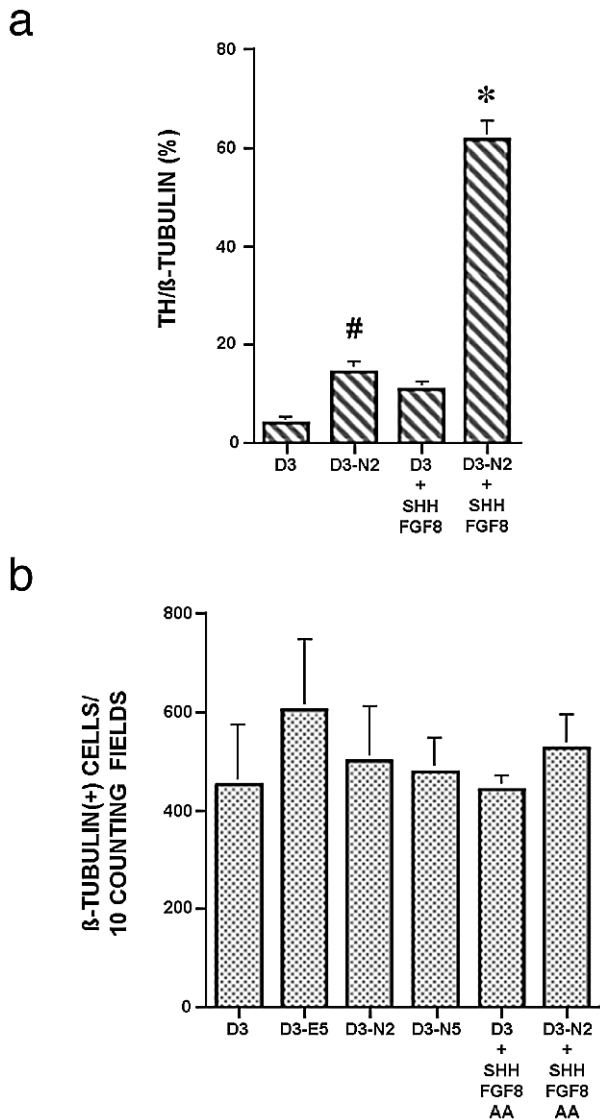 a
80
60
40
20
0
TH/ß-TUBULIN (%)
#
*
D3
D3-N2
D3
+
SHH
FGF8
D3-N2
+
SHH
FGF8
b
800
600
400
200
0
ß-TUBULIN(+) CELLS/
10 COUNTING FIELDS
D3
D3-E5
D3-N2
D3-N5
D3
+
SHH
FGF8
AA
D3-N2
+
SHH
FGF8
AA